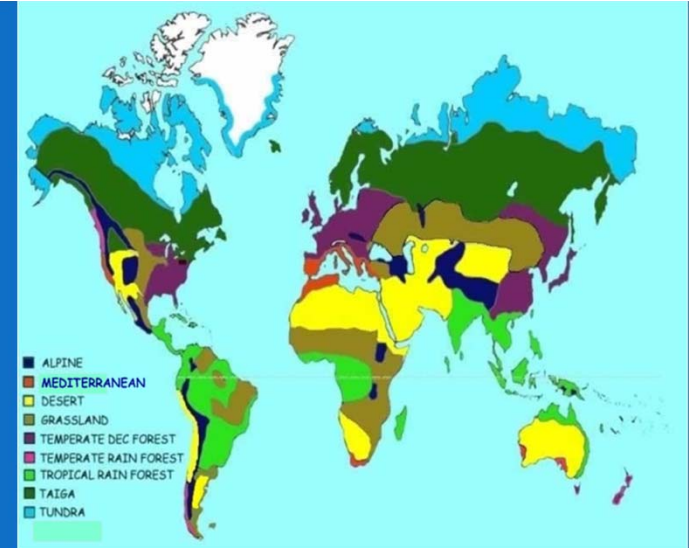 ALPINE
MEDITERRANEAN
DESERT
GRASSLAND
TEMPERATE DEC FOREST
TEMPERATE RAIN FOREST
TROPICAL RAIN FOREST
TAIGA
TUNDRA